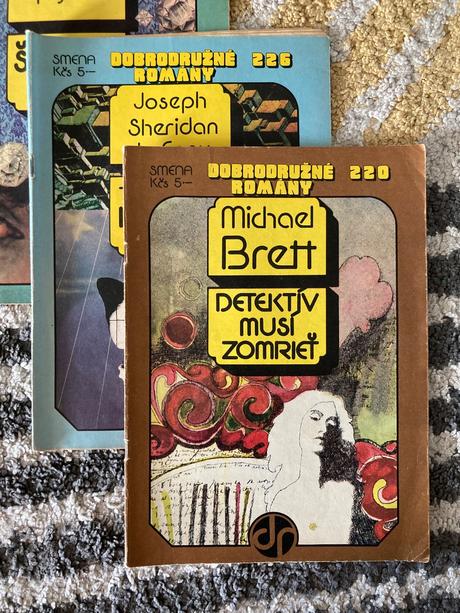 SMENA
Kčs 5·—
DOBRODRUŽNÉ 226
ROMÁNY
Joseph
Sheridan
SMENA
Kčs 5·—
DOBRODRUŽNÉ 220
ROMÁNY
Michael
Brett
DETEKTÍV
MUSÍ
ZOMRIEŤ